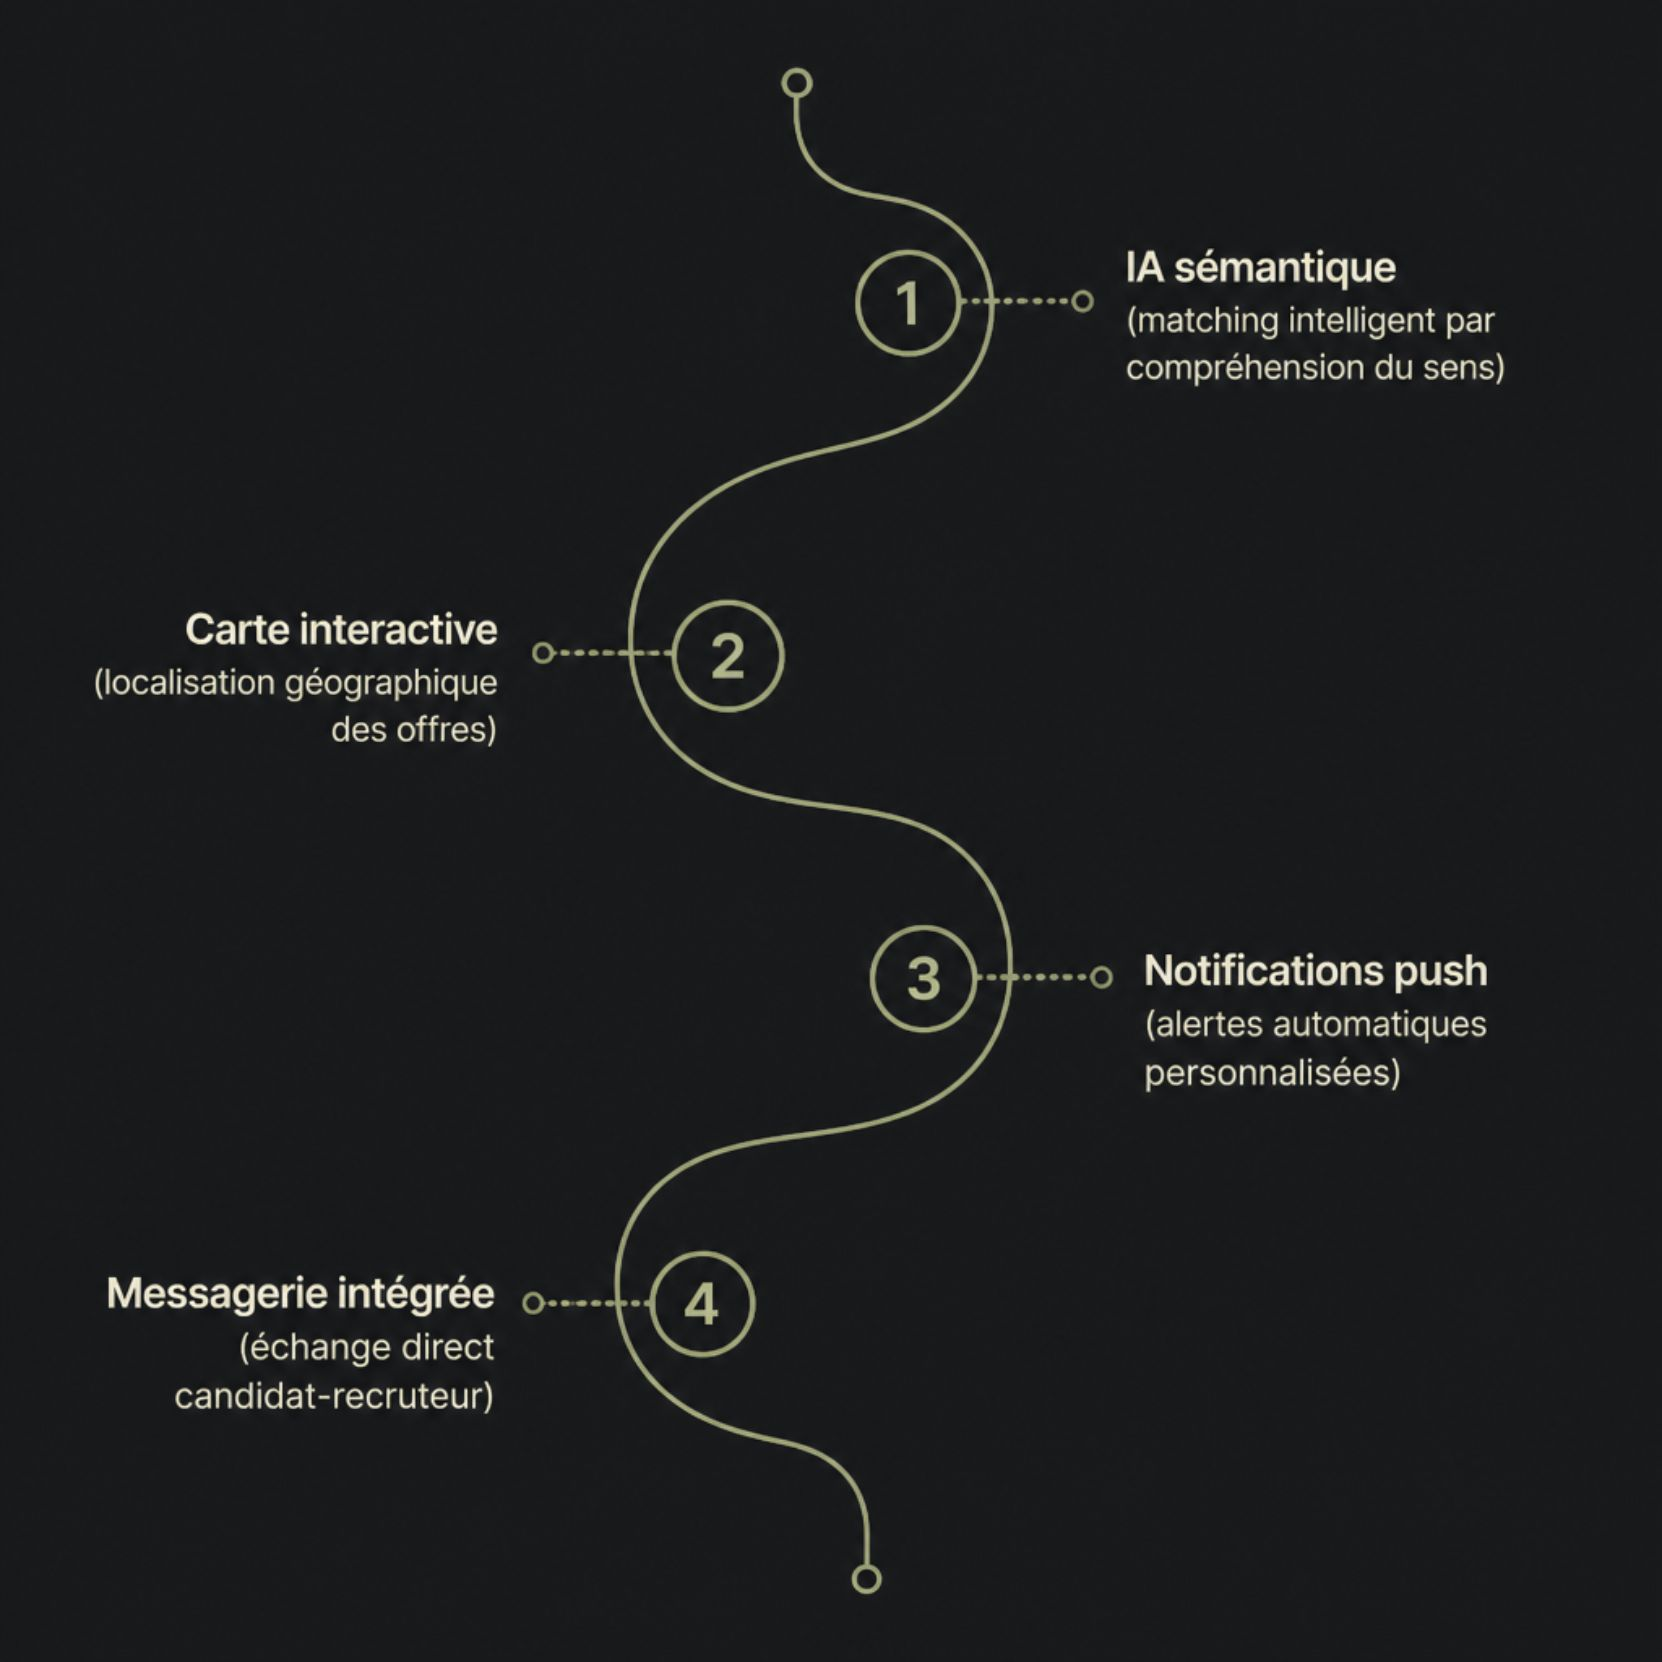 1
IA sémantique
(matching intelligent par
compréhension du sens)
Carte interactive
(localisation géographique
des offres)
2
3
Notifications push
(alertes automatiques
personnalisées)
Messagerie intégrée
(échange direct
candidat-recruteur)
4